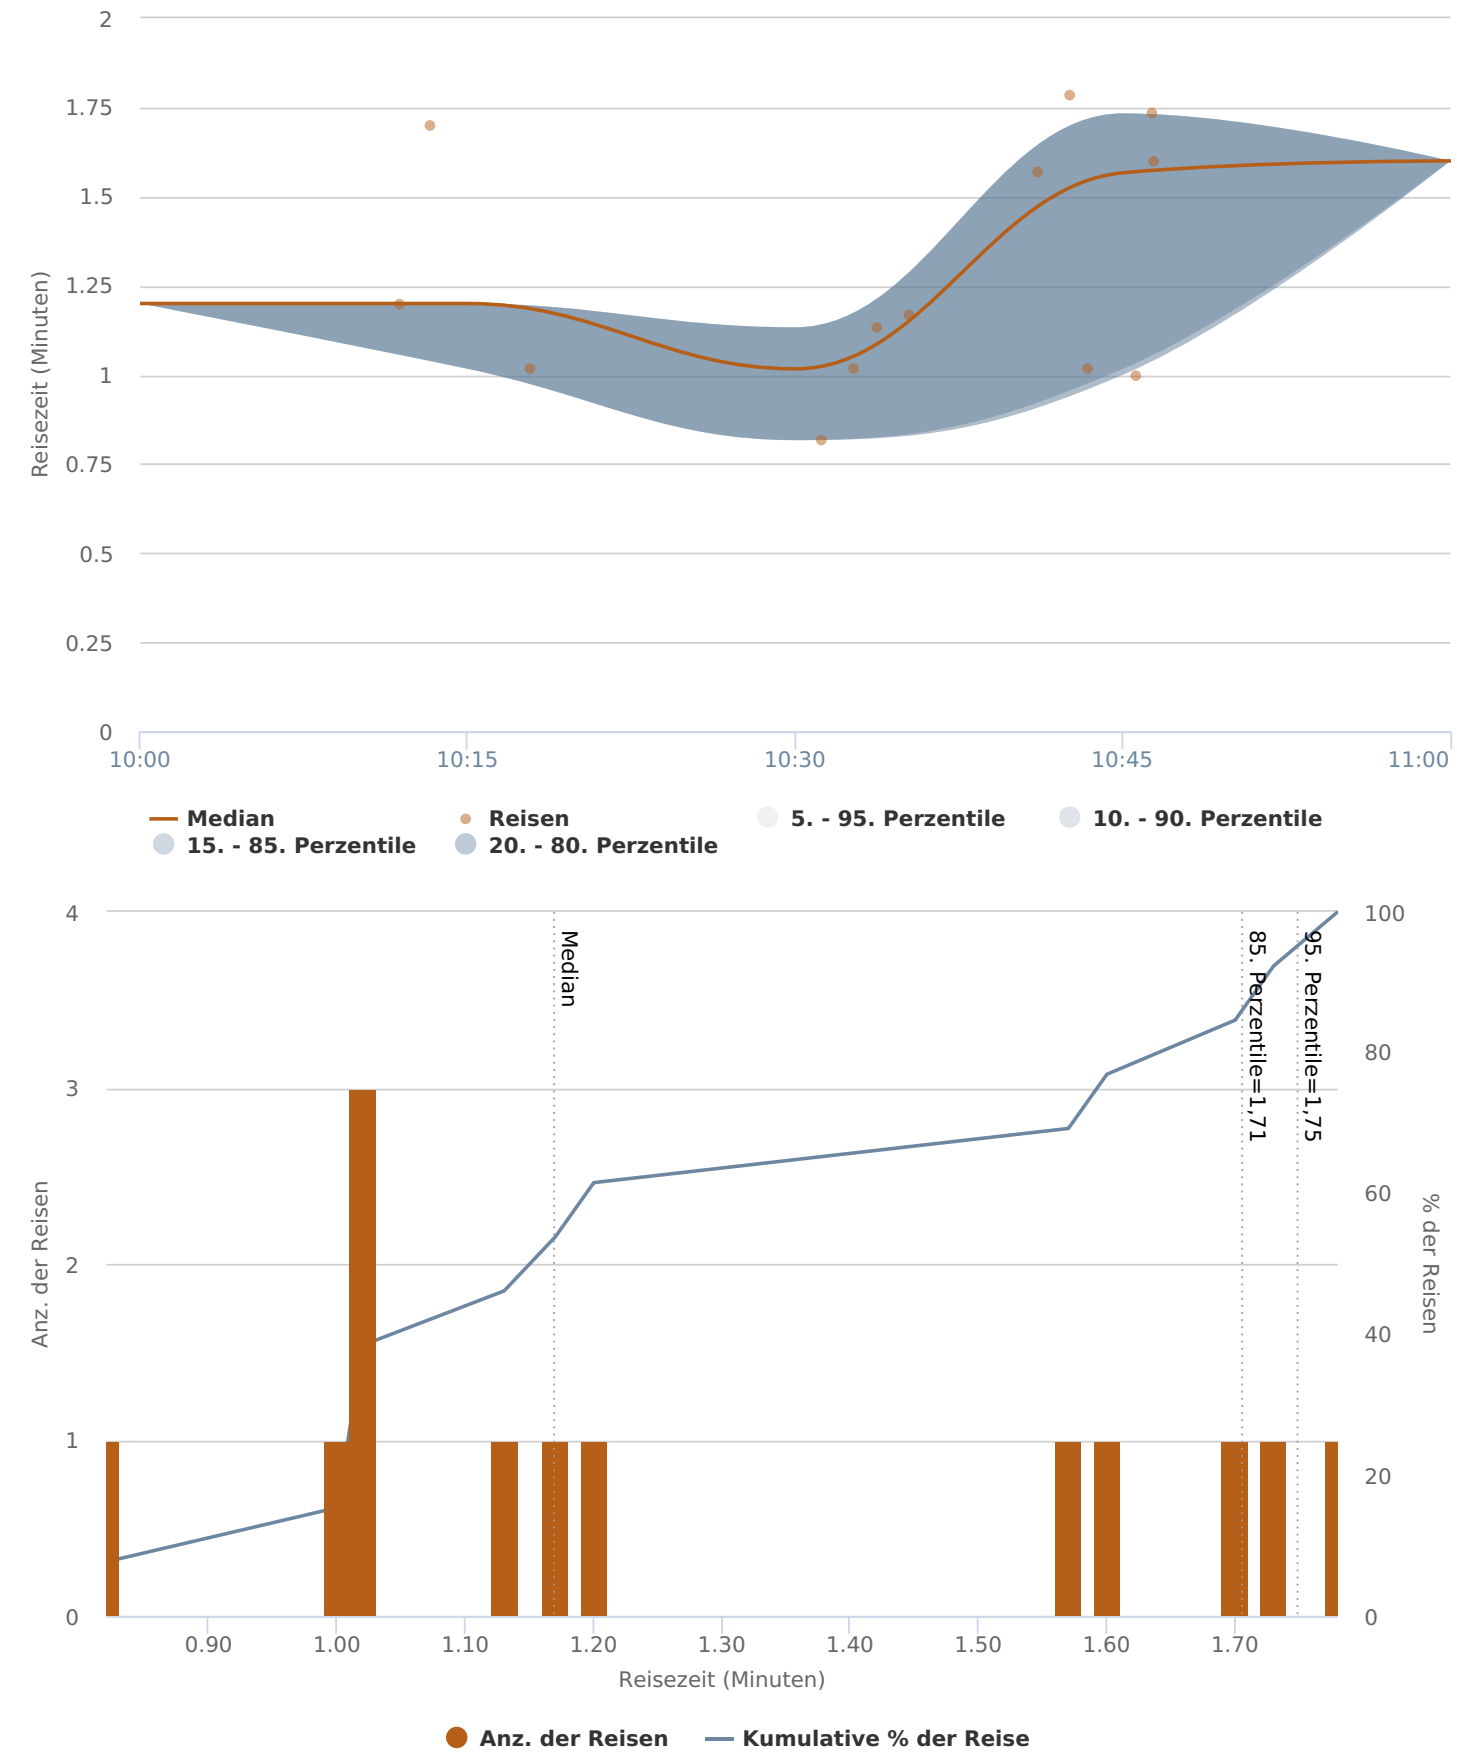 2
1.75
1.5
1.25
1
0.75
0.5
0.25
0
Reisezeit (Minuten)
10:00 10:15 10:30 10:45 11:00
Median Reisen 5. - 95. Perzentile 10. - 90. Perzentile
15. - 85. Perzentile 20. - 80. Perzentile
4
3
2
1
0
Anz. der Reisen
Median
85. Perzentile=1,71
95. Perzentile=1,75
100
80
60
40
20
0
% der Reisen
0.90 1.00 1.10 1.20 1.30 1.40 1.50 1.60 1.70
Reisezeit (Minuten)
Anz. der Reisen Kumulative % der Reise